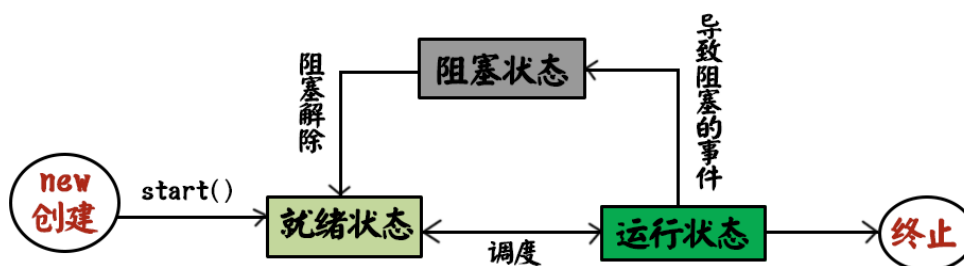 阻塞状态
阻塞解除
导致阻塞的事件
new
创建
start()
就绪状态
调度
运行状态
终止